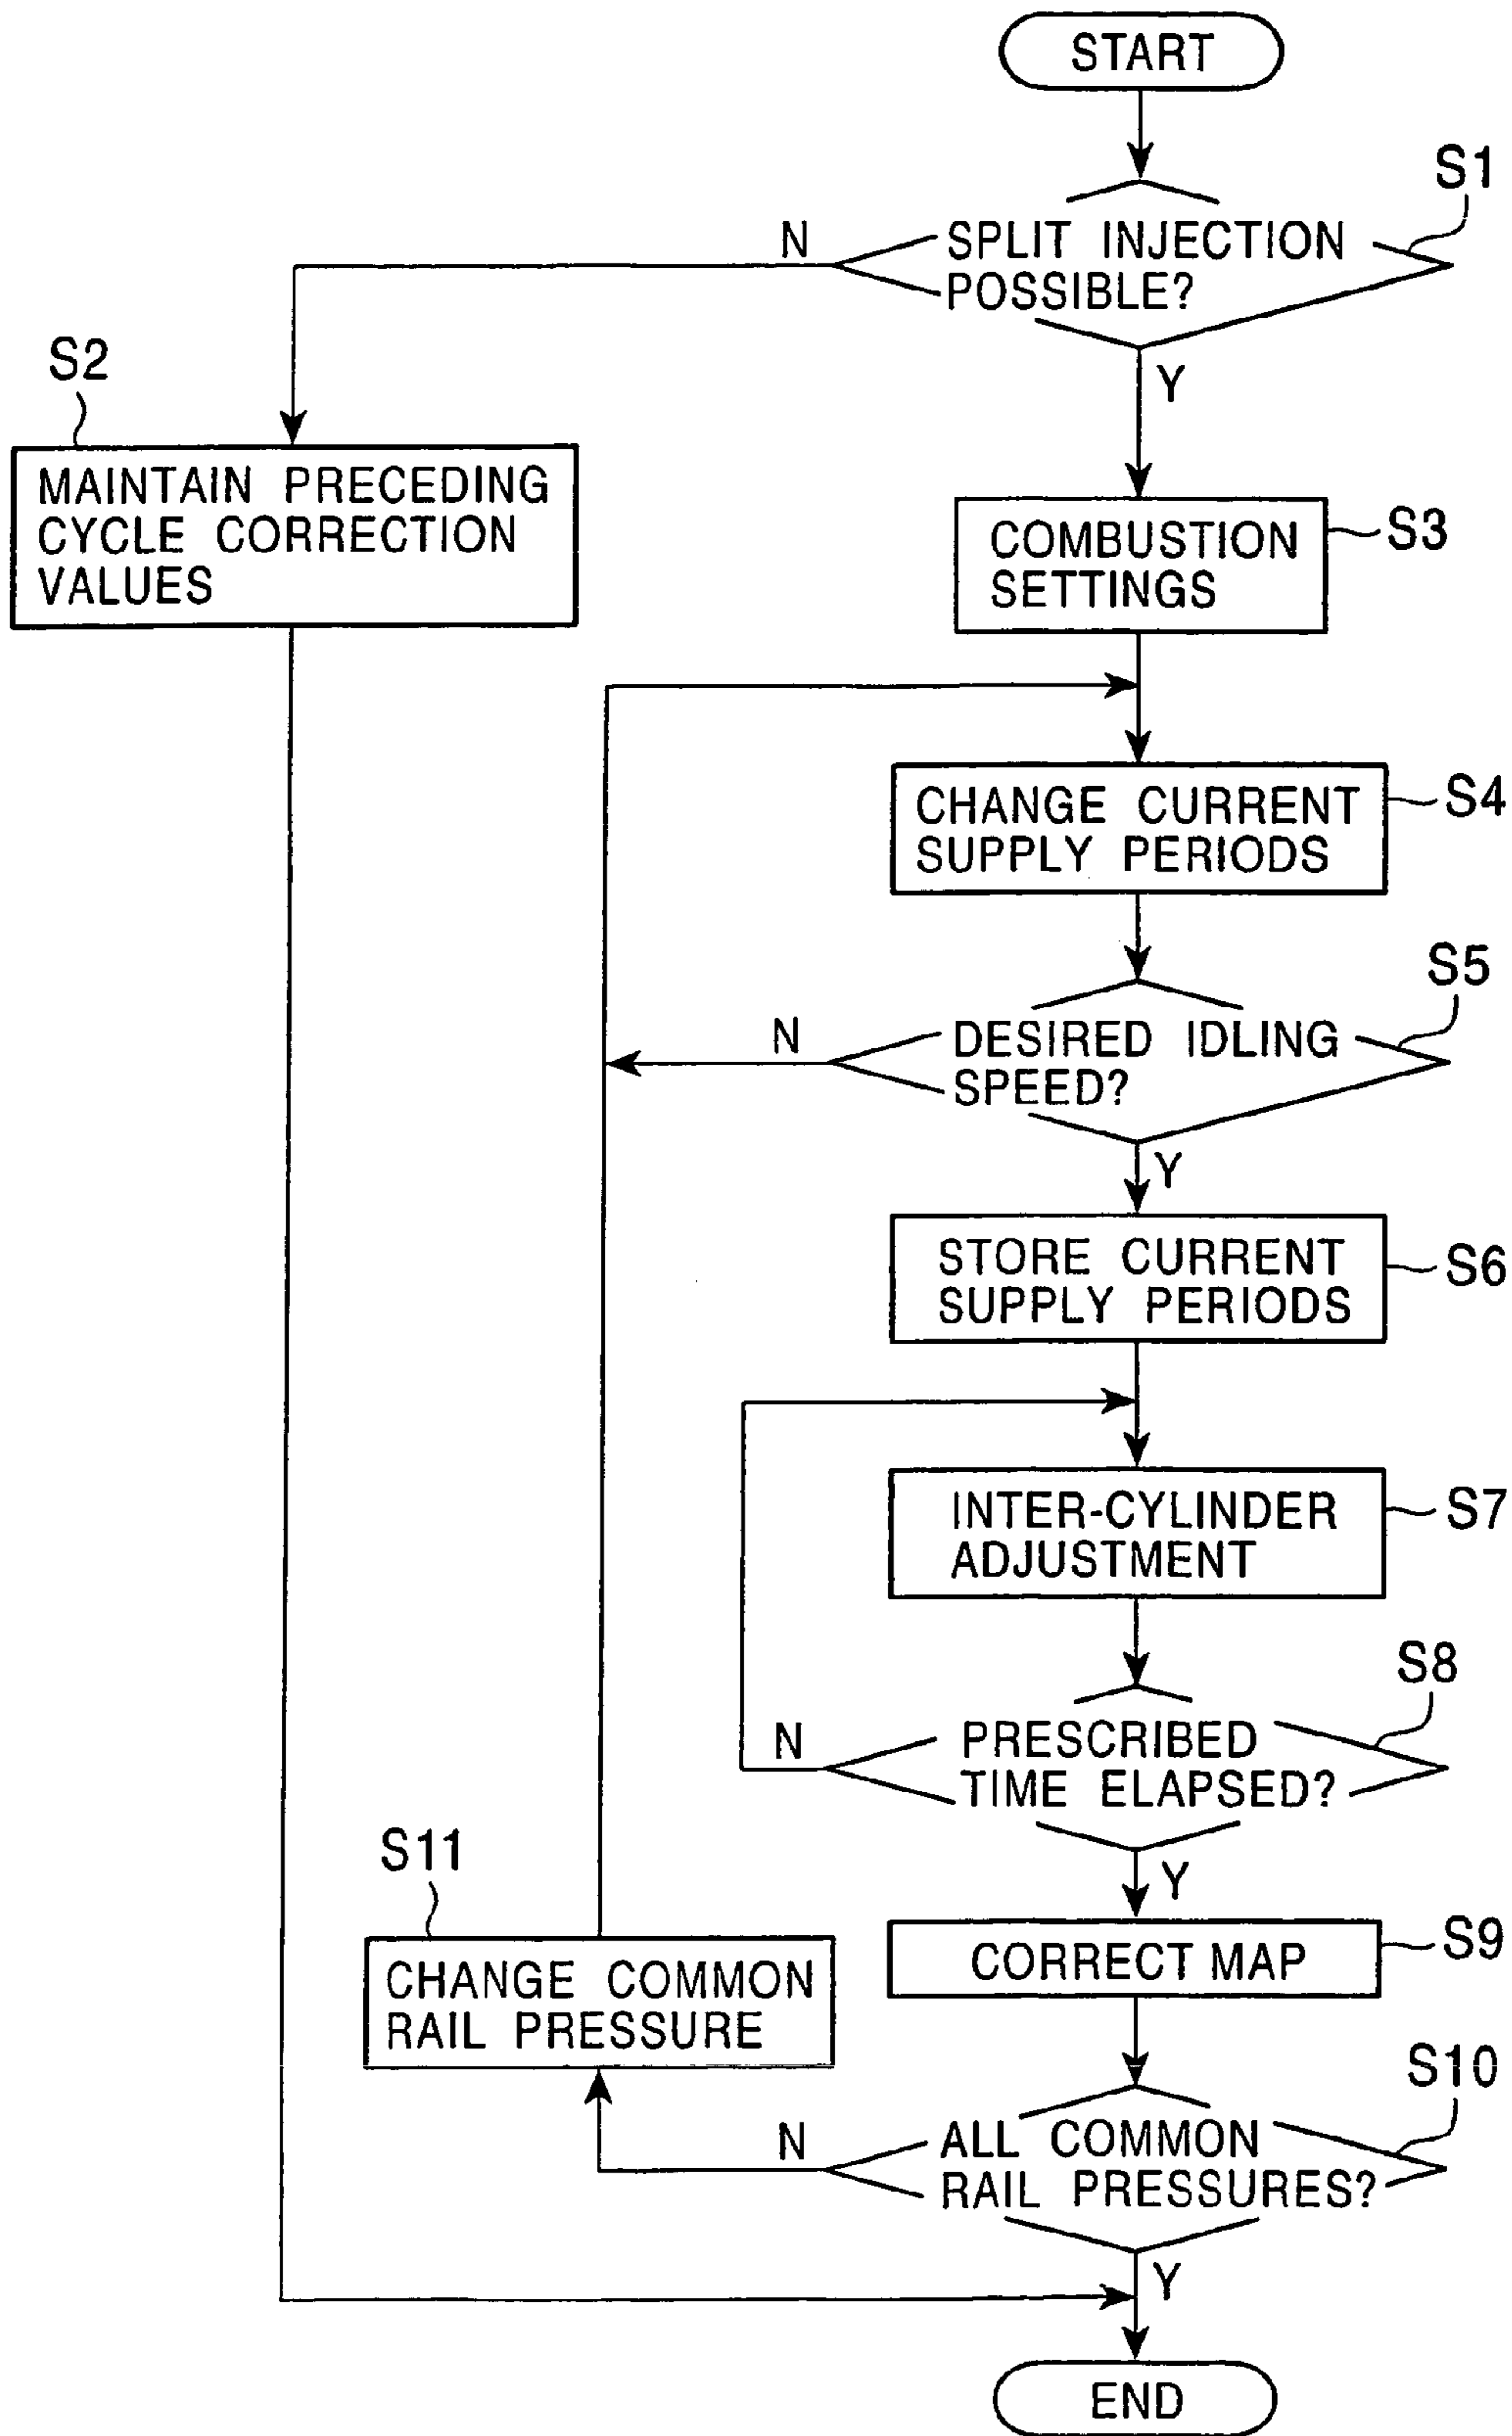 START
S1
N
SPLIT INJECTION
POSSIBLE?
Y
S2
MAINTAIN PRECEDING
CYCLE CORRECTION
VALUES
S3
COMBUSTION
SETTINGS
S4
CHANGE CURRENT
SUPPLY PERIODS
S5
N
DESIRED IDLING
SPEED?
Y
S6
STORE CURRENT
SUPPLY PERIODS
S7
INTER-CYLINDER
ADJUSTMENT
S8
N
PRESCRIBED
TIME ELAPSED?
Y
S11
CHANGE COMMON
RAIL PRESSURE
S9
CORRECT MAP
S10
N
ALL COMMON
RAIL PRESSURES?
Y
END